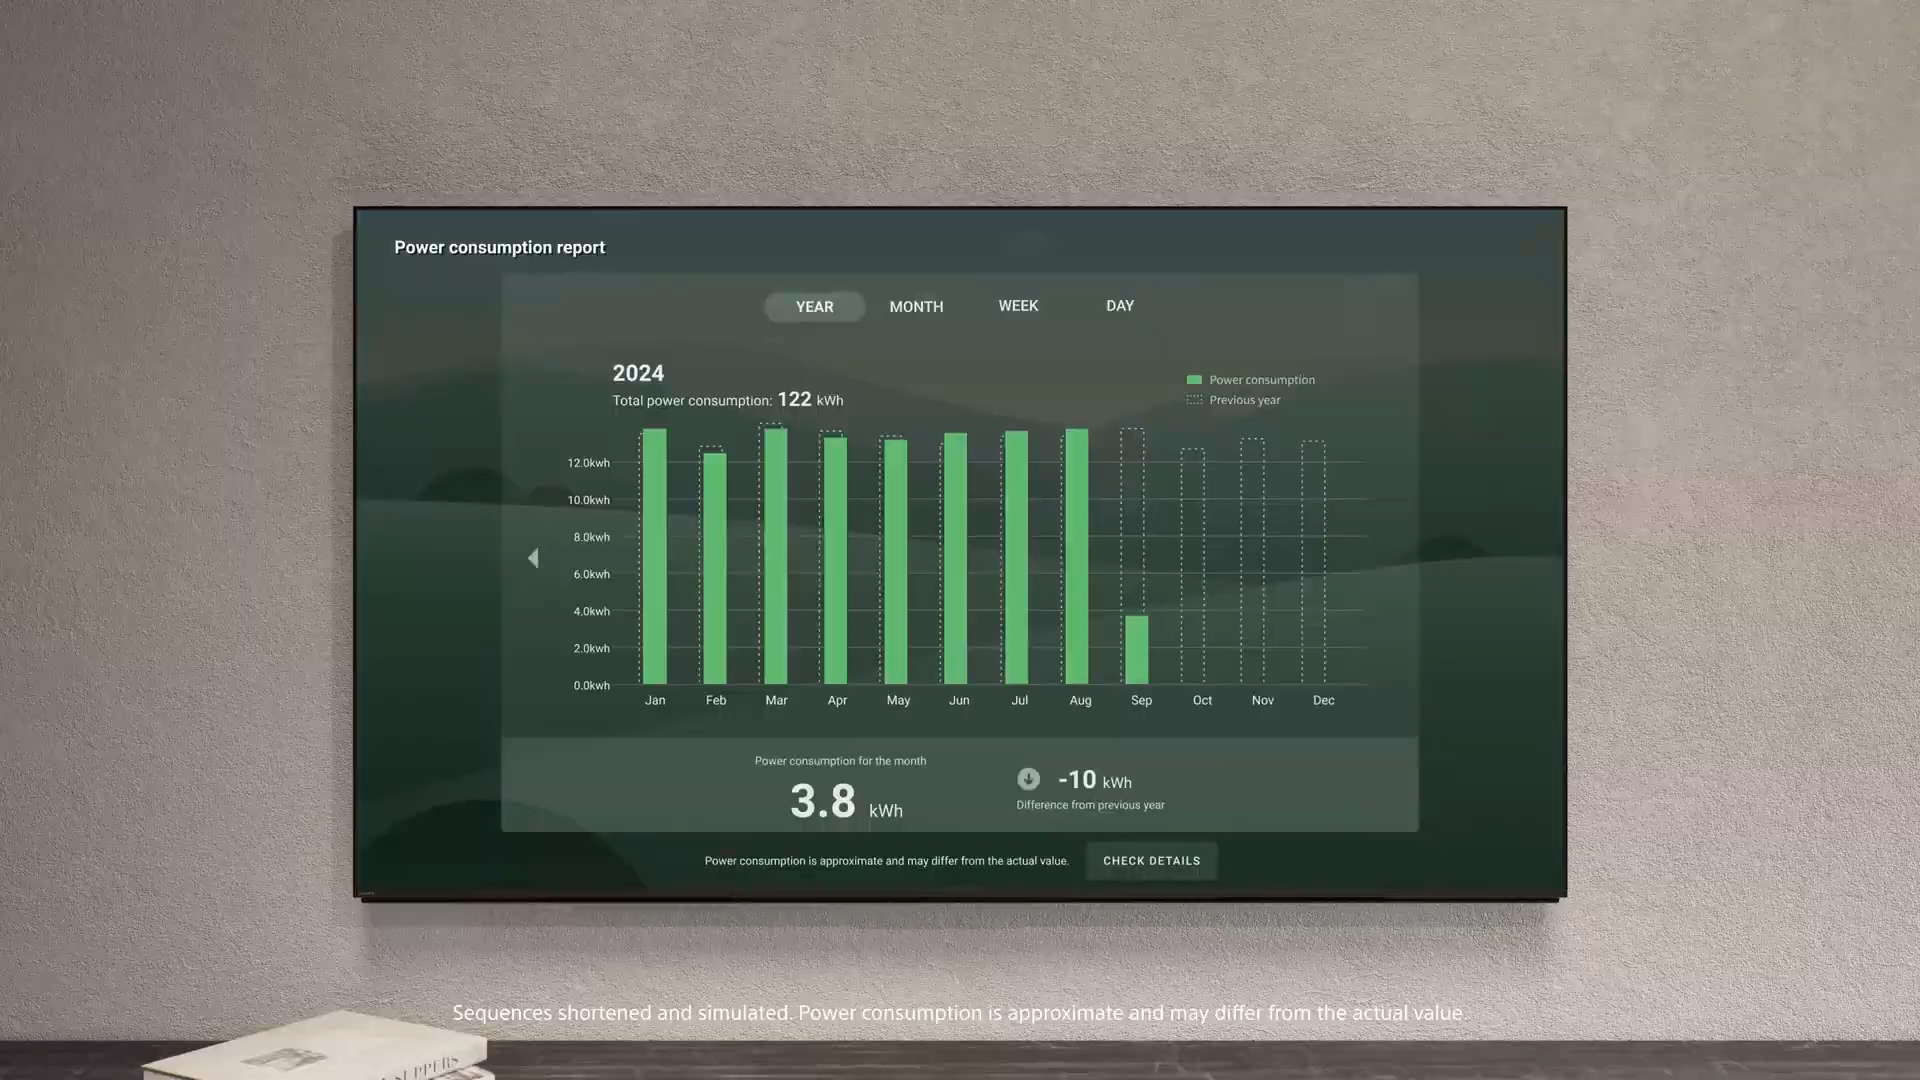 Power consumption report
YEAR MONTH WEEK DAY
2024
Total power consumption: 122 kWh
Power consumption
Previous year
12.0kwh
10.0kwh
8.0kwh
6.0kwh
4.0kwh
2.0kwh
0.0kwh
Jan Feb Mar Apr May Jun Jul Aug Sep Oct Nov Dec
Power consumption for the month
3.8 kWh
-10 kWh
Difference from previous year
Power consumption is approximate and may differ from the actual value.
CHECK DETAILS
Sequences shortened and simulated. Power consumption is approximate and may differ from the actual value.